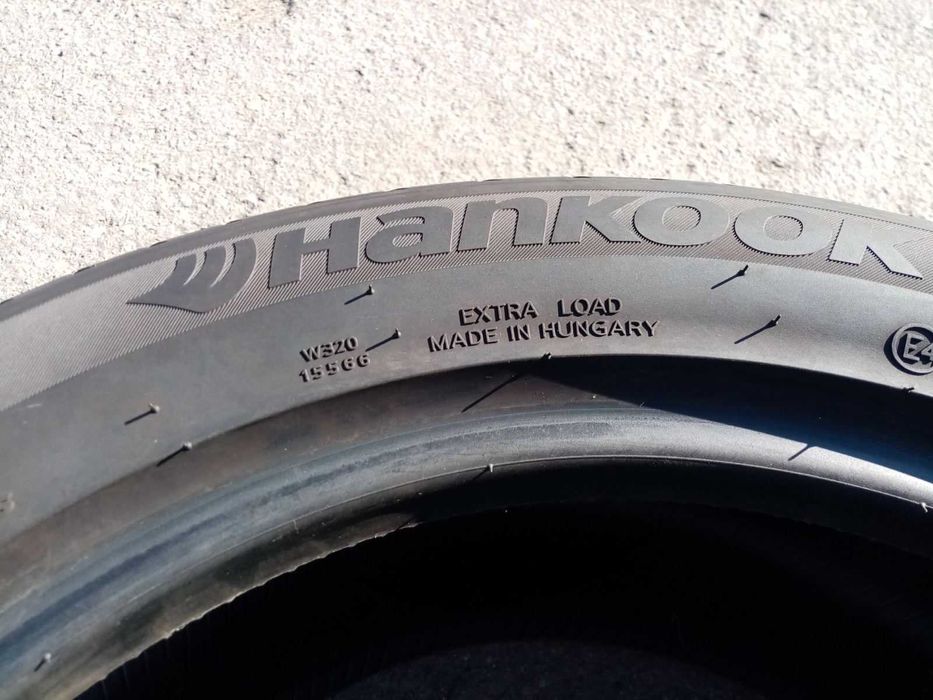 Hankook
EXTRA LOAD
MADE IN HUNGARY
W320
15566
E4